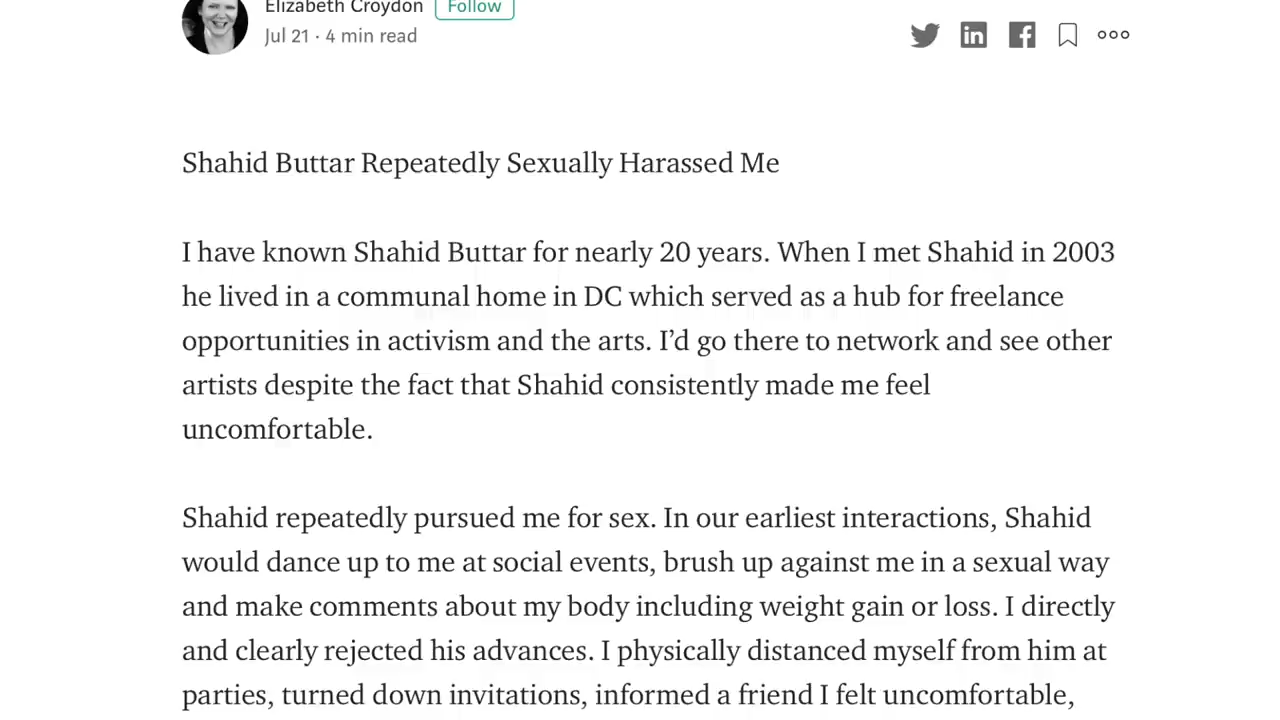 Elizabeth Croydon Follow
Jul 21 · 4 min read
Shahid Buttar Repeatedly Sexually Harassed Me
I have known Shahid Buttar for nearly 20 years. When I met Shahid in 2003
he lived in a communal home in DC which served as a hub for freelance
opportunities in activism and the arts. I’d go there to network and see other
artists despite the fact that Shahid consistently made me feel
uncomfortable.
Shahid repeatedly pursued me for sex. In our earliest interactions, Shahid
would dance up to me at social events, brush up against me in a sexual way
and make comments about my body including weight gain or loss. I directly
and clearly rejected his advances. I physically distanced myself from him at
parties, turned down invitations, informed a friend I felt uncomfortable,